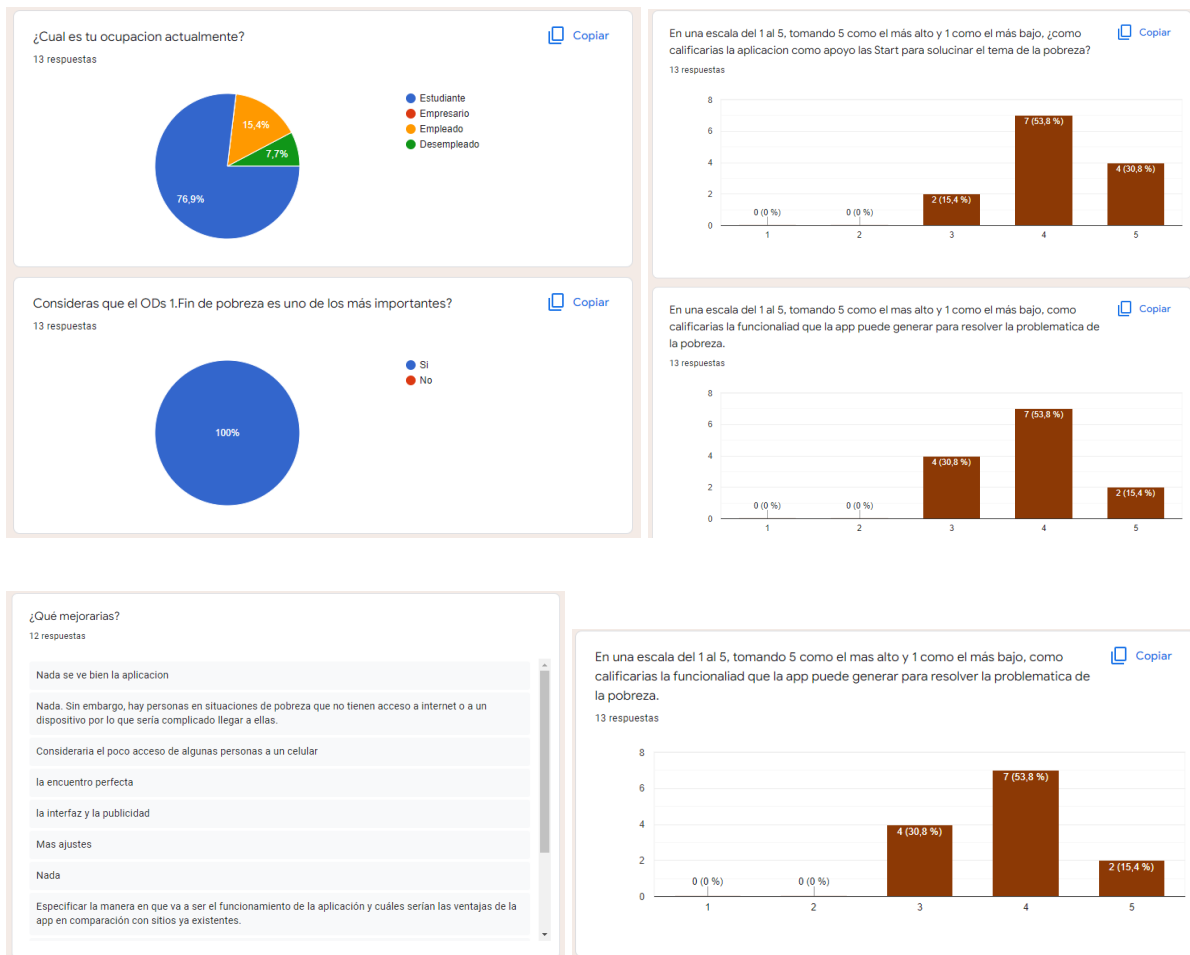 ¿Cual es tu ocupacion actualmente?
Copiar
13 respuestas
Estudiante
Empresario
Empleado
Desempleado
15,4%
7,7%
76,9%
Consideras que el ODs 1.Fin de pobreza es uno de los más importantes?
Copiar
13 respuestas
Si
No
100%
En una escala del 1 al 5, tomando 5 como el más alto y 1 como el más bajo, ¿como
calificarias la aplicacion como apoyo las Start para solucinar el tema de la pobreza?
Copiar
13 respuestas
8
6
4
2
0
0 (0 %)
0 (0 %)
2 (15,4 %)
7 (53,8 %)
4 (30,8 %)
1
2
3
4
5
En una escala del 1 al 5, tomando 5 como el mas alto y 1 como el más bajo, como
calificarias la funcionaliad que la app puede generar para resolver la problematica de
la pobreza.
Copiar
13 respuestas
8
6
4
2
0
0 (0 %)
0 (0 %)
4 (30,8 %)
7 (53,8 %)
2 (15,4 %)
1
2
3
4
5
¿Qué mejorarias?
12 respuestas
Nada se ve bien la aplicacion
Nada. Sin embargo, hay personas en situaciones de pobreza que no tienen acceso a internet o a un
dispositivo por lo que sería complicado llegar a ellas.
Consideraria el poco acceso de algunas personas a un celular
la encuentro perfecta
la interfaz y la publicidad
Mas ajustes
Nada
Especificar la manera en que va a ser el funcionamiento de la aplicación y cuáles serían las ventajas de la
app en comparación con sitios ya existentes.
En una escala del 1 al 5, tomando 5 como el mas alto y 1 como el más bajo, como
calificarias la funcionaliad que la app puede generar para resolver la problematica de
la pobreza.
Copiar
13 respuestas
8
6
4
2
0
0 (0 %)
0 (0 %)
4 (30,8 %)
7 (53,8 %)
2 (15,4 %)
1
2
3
4
5